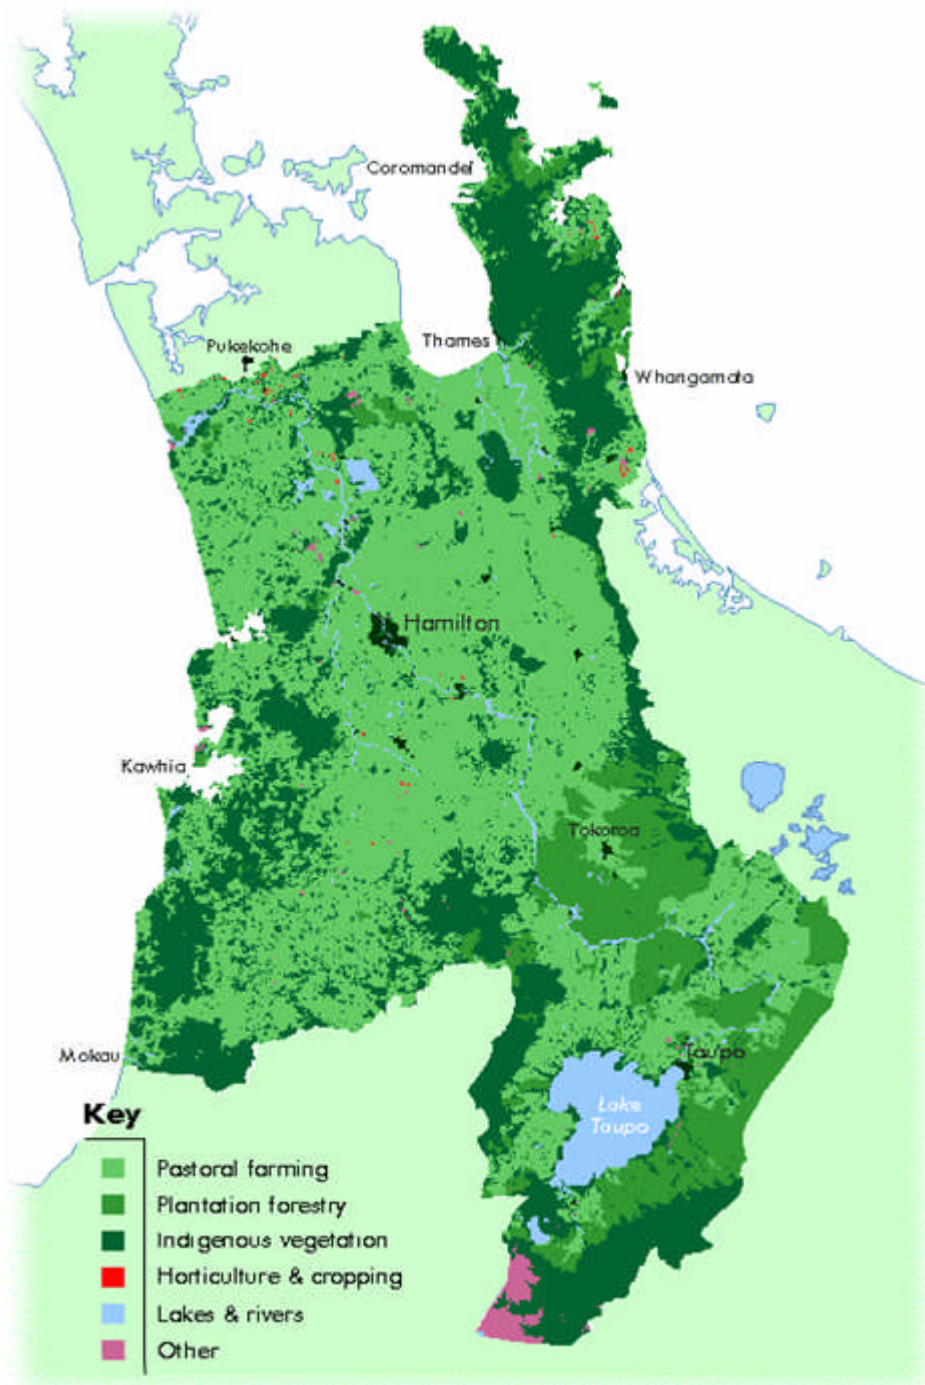 Coromandel
Thames
Pukekohe
Whangamata
Hamilton
Kawhia
Tokoroa
Mokau
Taupo
Lake
Taupo
Key
Pastoral farming
Plantation forestry
Indigenous vegetation
Horticulture & cropping
Lakes & rivers
Other